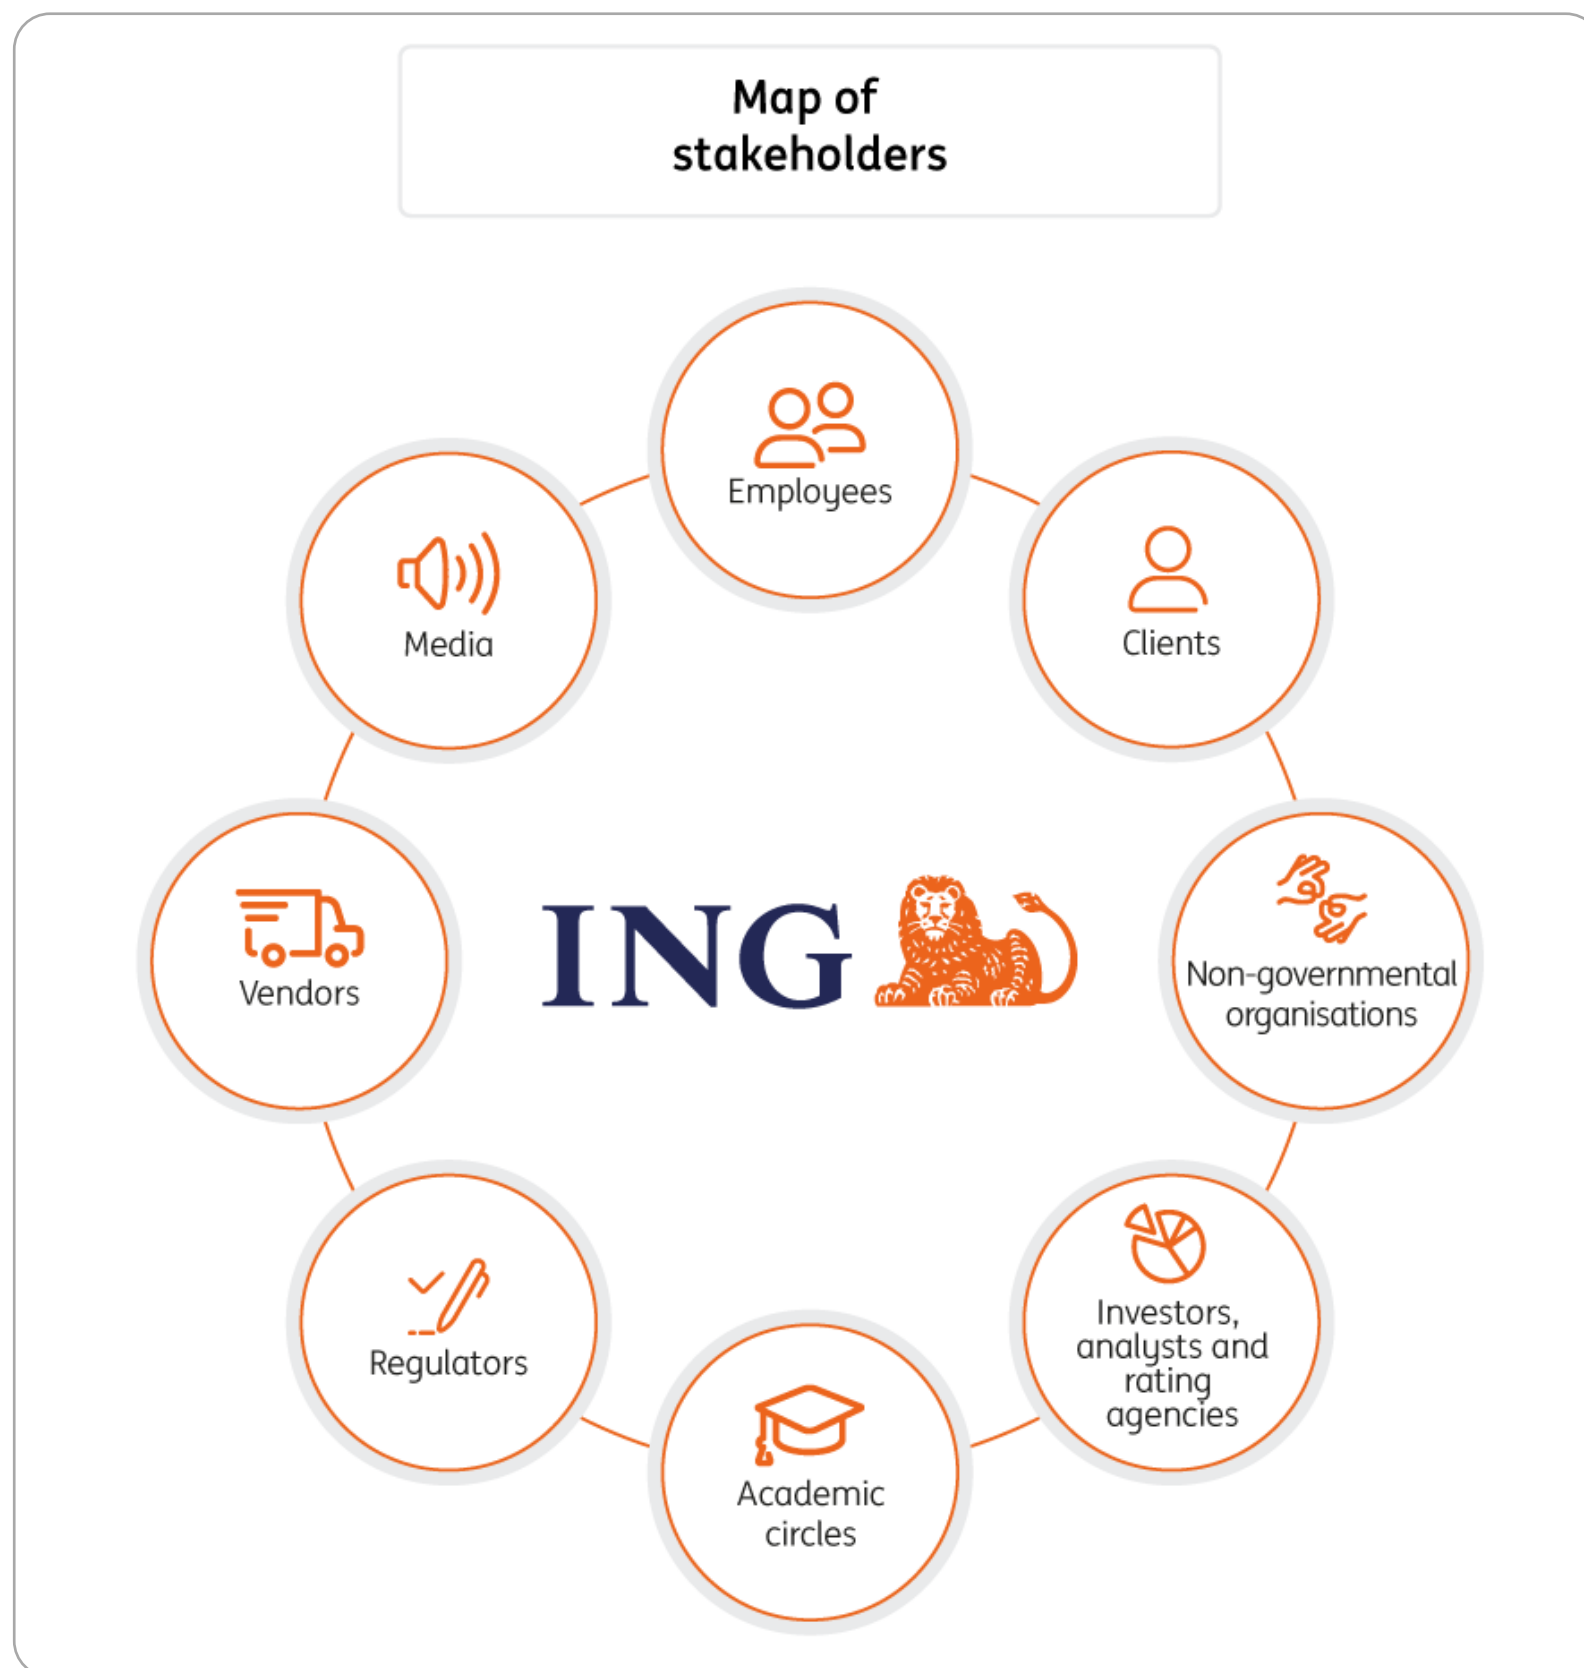 Map of
stakeholders
Employees
Media
Clients
Vendors
ING
Non-governmental
organisations
Regulators
Investors,
analysts and
rating
agencies
Academic
circles